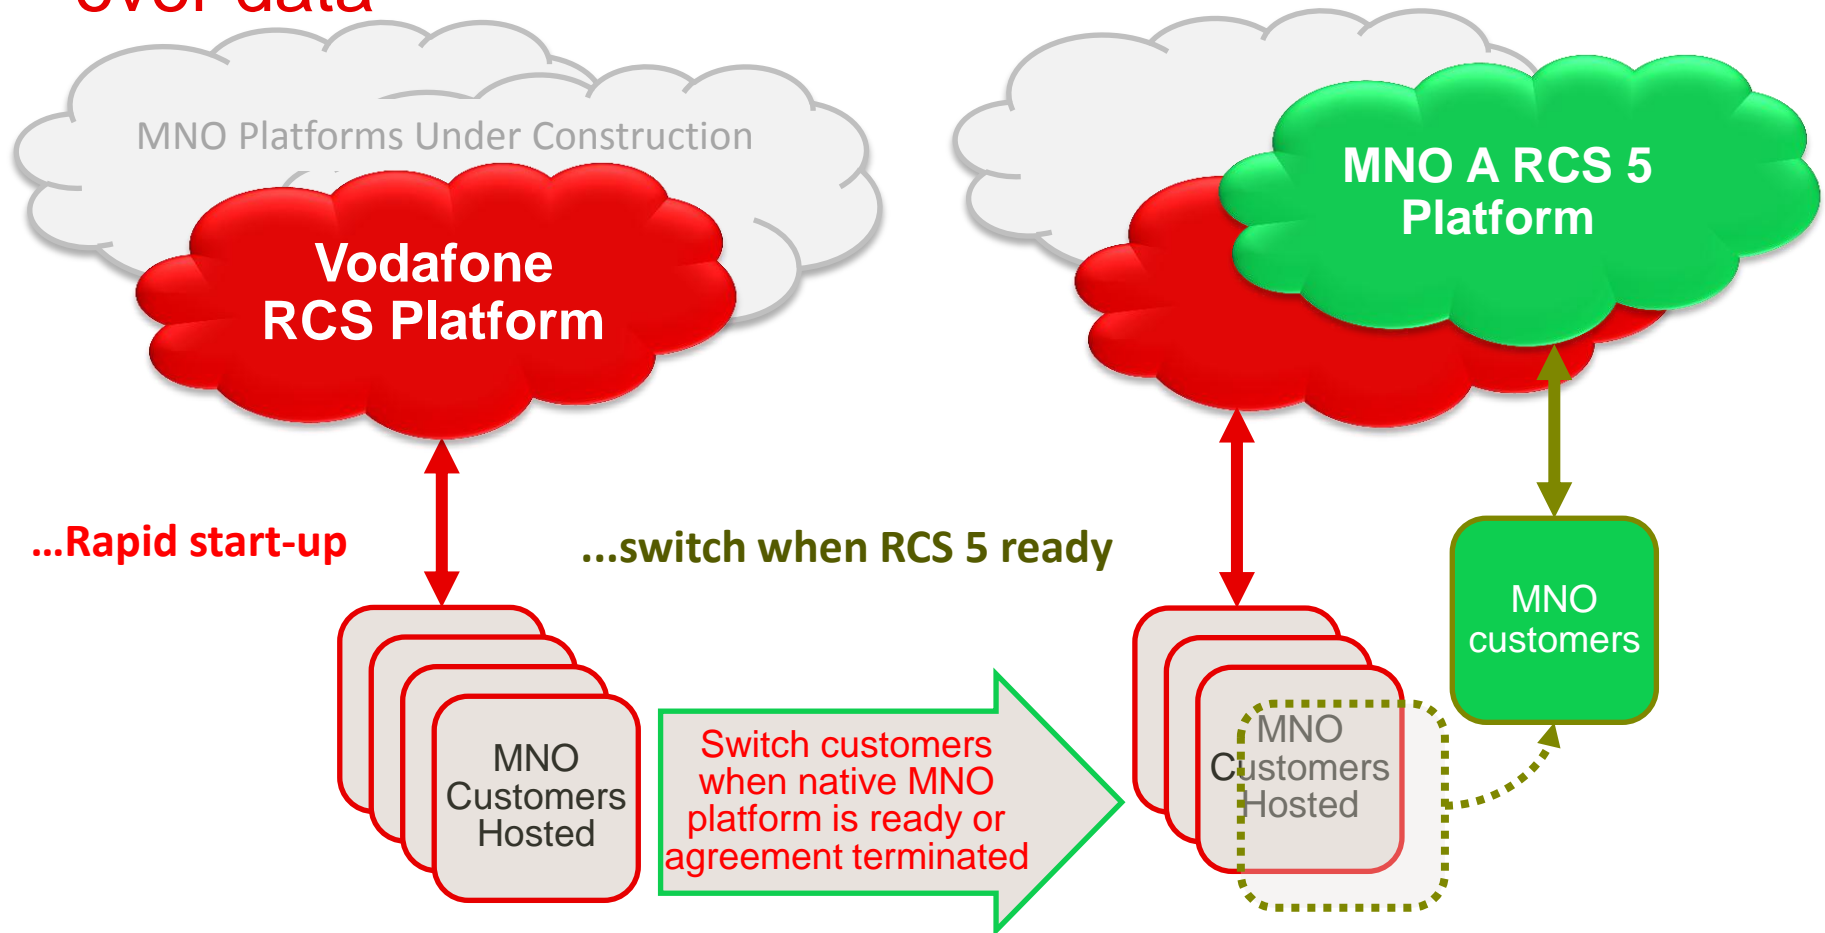 over data
MNO Platforms Under Construction
Vodafone
RCS Platform
MNO A RCS 5
Platform
...Rapid start-up
...switch when RCS 5 ready
MNO
Customers
Hosted
Switch customers
when native MNO
platform is ready or
agreement terminated
MNO
Customers
Hosted
MNO
customers